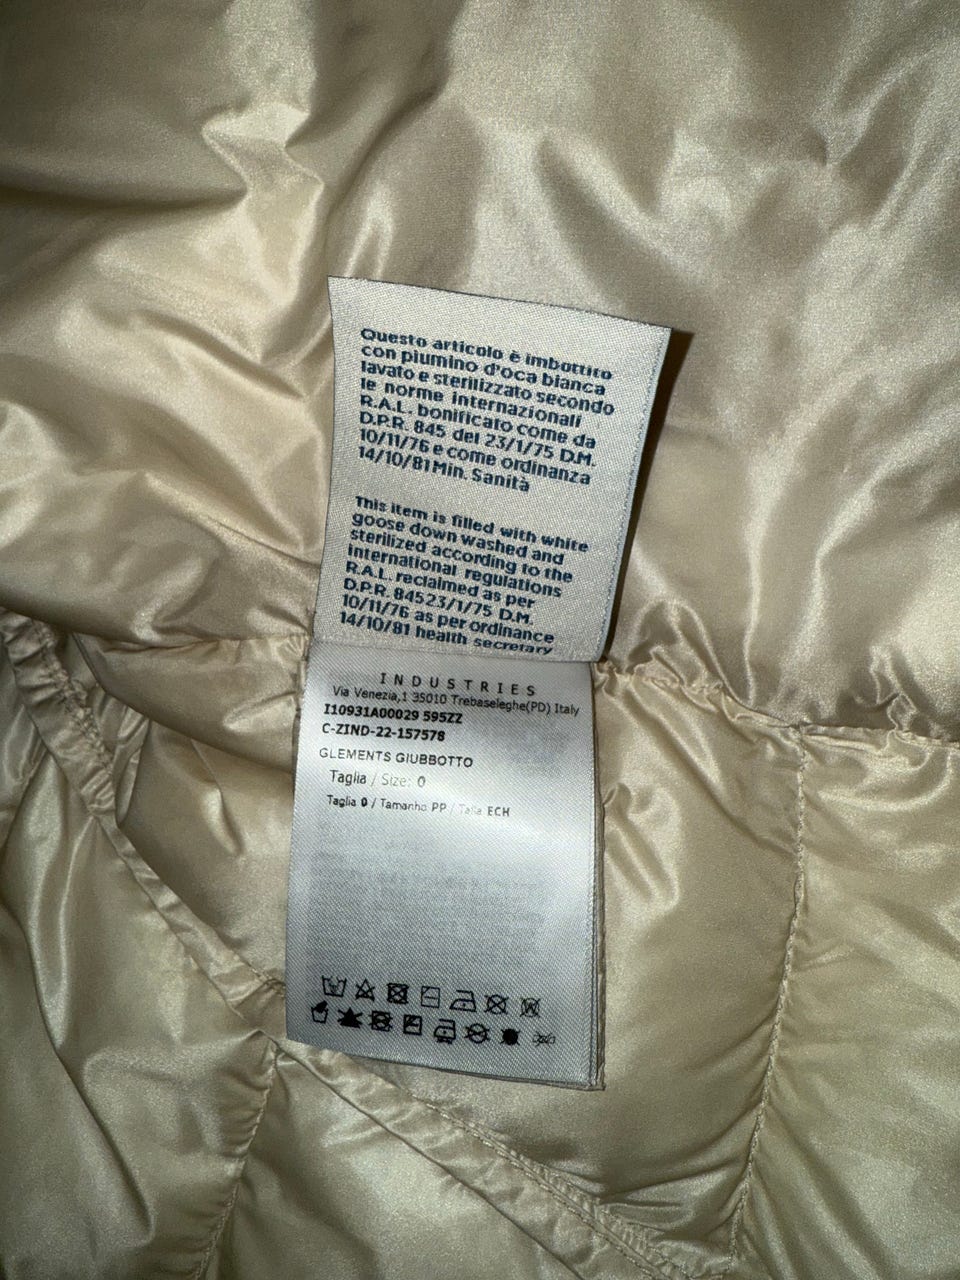 Questo articolo è imbottito
con piumino d'oca bianca
lavato e sterilizzato secondo
le norme internazionali
R.A.L. bonificato come da
D.P.R. 845 del 23/1/75 D.M.
10/11/76 e come ordinanza
14/10/81 Min. Sanità
This item is filled with white
goose down washed and
sterilized according to the
international regulations
R.A.L. reclaimed as per
D.P.R. 84523/1/75 D.M.
10/11/76 as per ordinance
14/10/81 health secretary
INDUSTRIES
Via Venezia,1 35010 Trebaseleghe(PD) Italy
I10931A00029 595ZZ
C-ZIND-22-157578
GLEMENTS GIUBBOTTO
Taglia / Size: 0
Taglia 0 / Tamanho PP / Talla ECH